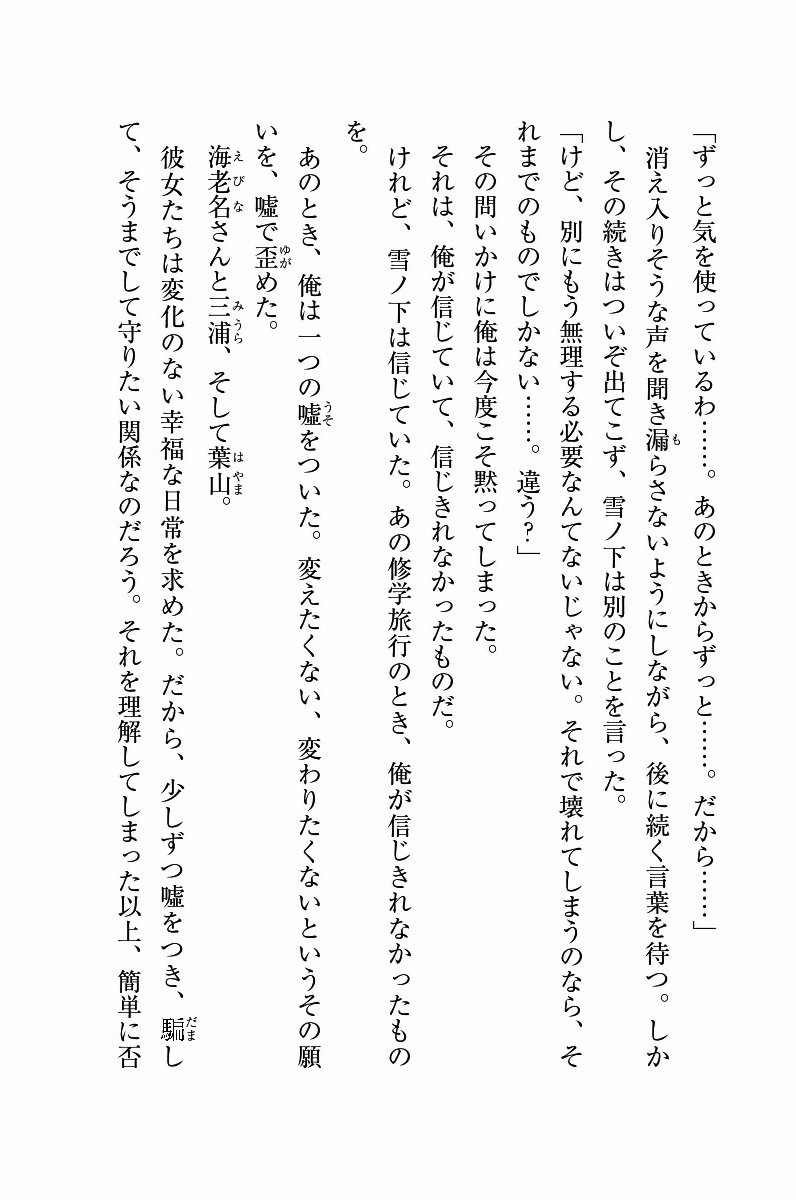 「ずっと気を使っているわ……。あのときからずっと……。だから……」
消え入りそうな声を聞き漏らさないようにしながら、後に続く言葉を待つ。しか
し、その続きはついぞ出てこず、雪ノ下は別のことを言った。
「けど、別にもう無理する必要なんてないじゃない。それで壊れてしまうのなら、そ
れまでのものでしかない……。違う？」
その問いかけに俺は今度こそ黙ってしまった。
それは、俺が信じていて、信じきれなかったものだ。
けれど、雪ノ下は信じていた。あの修学旅行のとき、俺が信じきれなかったもの
を。
あのとき、俺は一つの嘘をついた。変えたくない、変わりたくないというその願
いを、嘘で歪めた。
海老名さんと三浦、そして葉山。
彼女たちは変化のない幸福な日常を求めた。だから、少しずつ嘘をつき、騙し
て、そうまでして守りたい関係なのだろう。それを理解してしまった以上、簡単に否